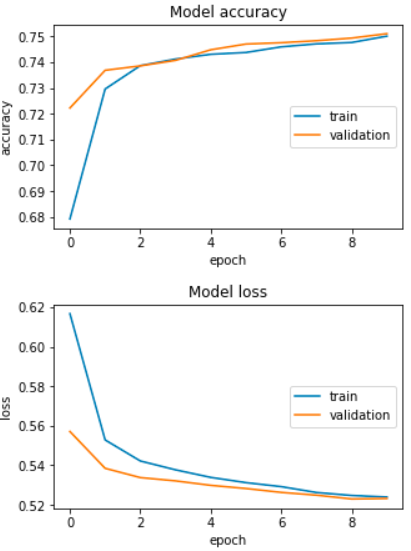 Model accuracy
0.75
0.74
0.73
0.72
0.71
0.70
0.69
0.68
accuracy
train
validation
0 2 4 6 8
epoch
Model loss
0.62
0.60
0.58
0.56
0.54
0.52
loss
train
validation
0 2 4 6 8
epoch